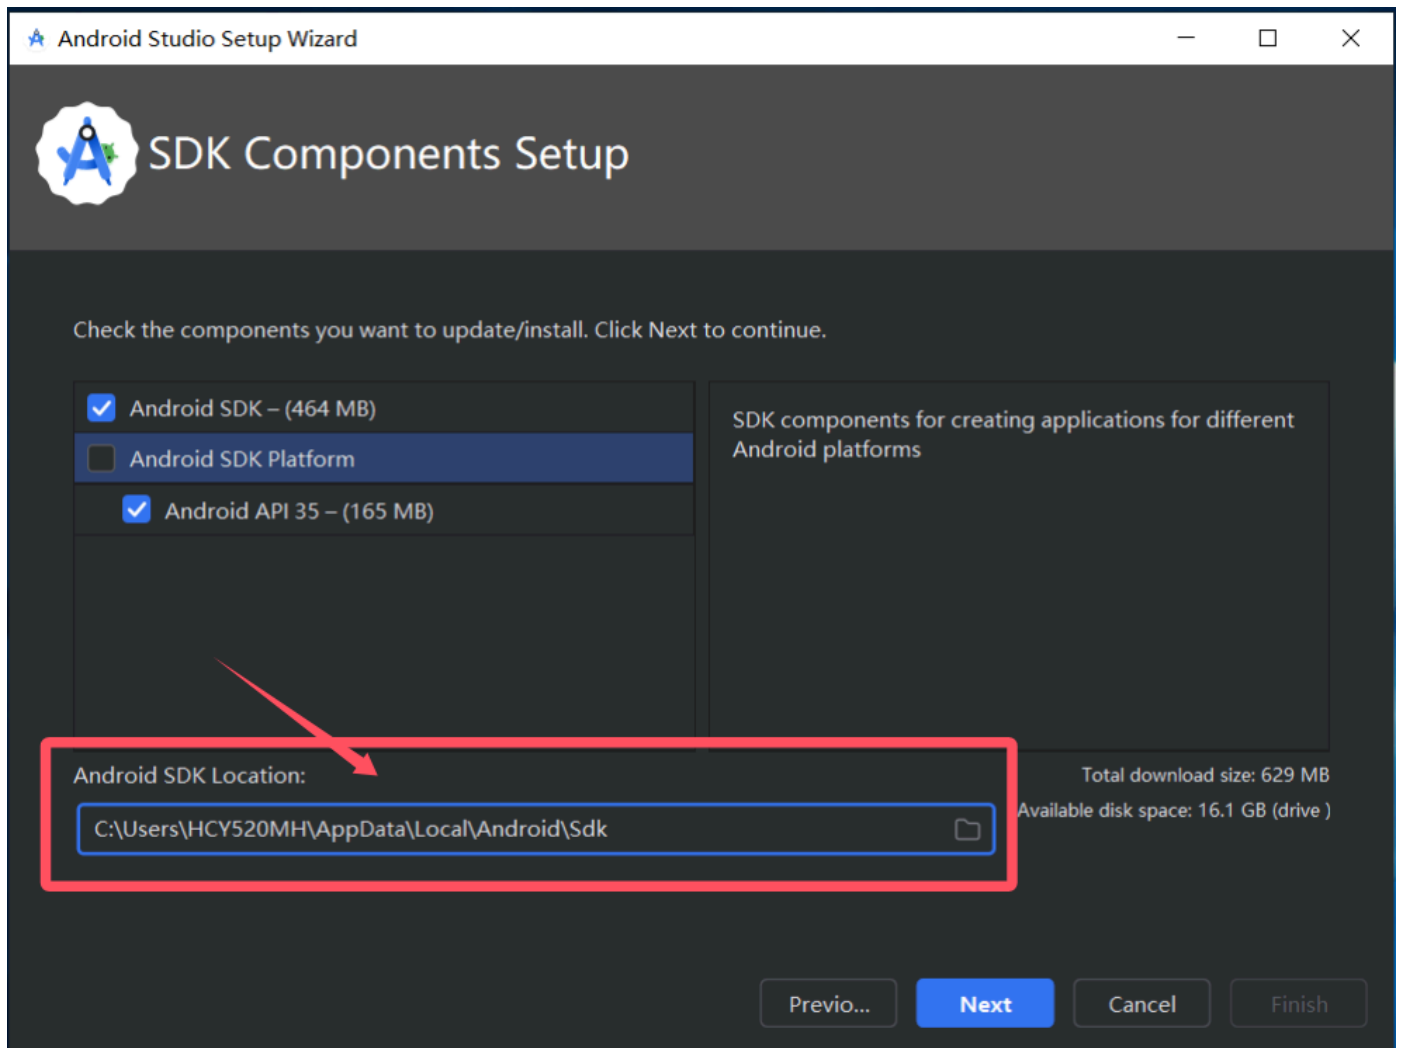 Android Studio Setup Wizard
SDK Components Setup
Check the components you want to update/install. Click Next to continue.
Android SDK – (464 MB)
Android SDK Platform
Android API 35 – (165 MB)
SDK components for creating applications for different
Android platforms
Android SDK Location:
C:\Users\HCY520MH\AppData\Local\Android\Sdk
Total download size: 629 MB
Available disk space: 16.1 GB (drive )
Previo...
Next
Cancel
Finish